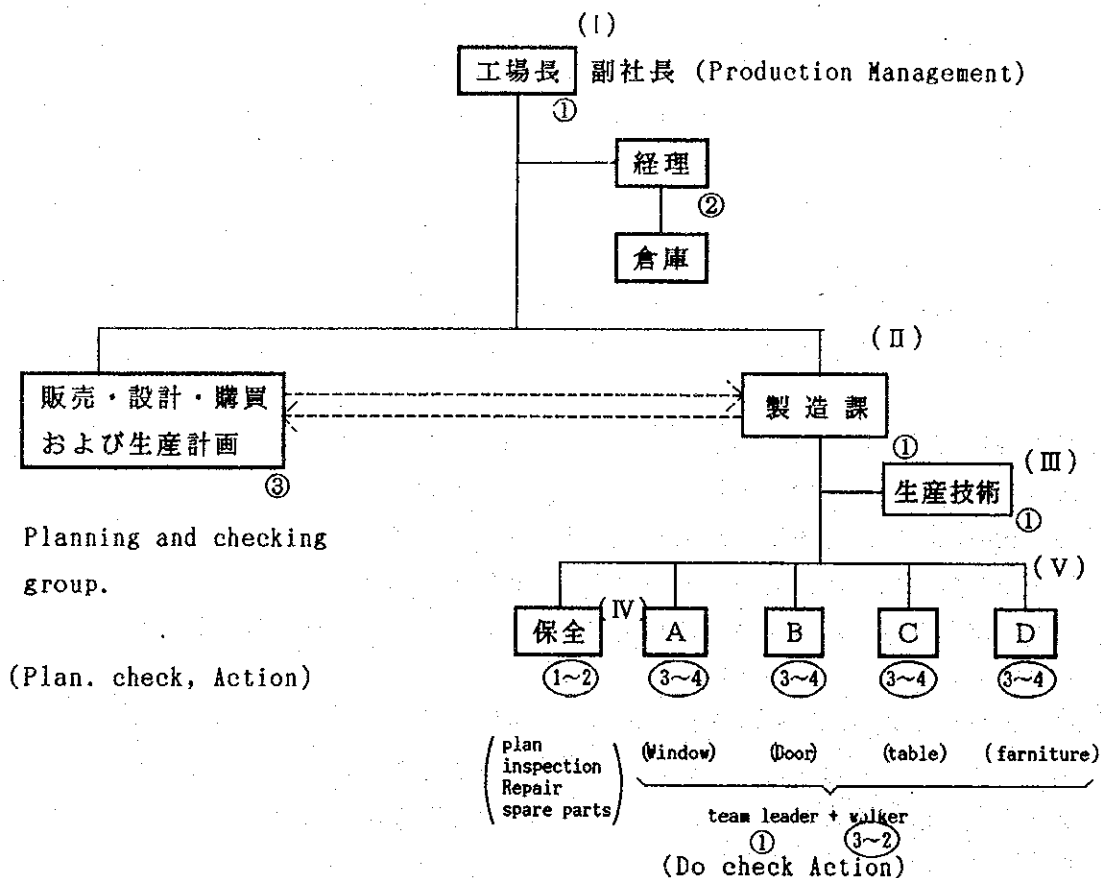 (I)
工場長 副社長 (Production Management)
①
経理
②
倉庫
(II)
販売・設計・購買
および生産計画
③
製造課
①
(III)
生産技術
①
Planning and checking
group.
(Plan. check, Action)
(V)
(IV)
保全 A B C D
1~2 3~4 3~4 3~4 3~4
plan
inspection
Repair
spare parts
(Window) (Door) (table) (farniture)
team leader + walker
① 3~2
(Do check Action)